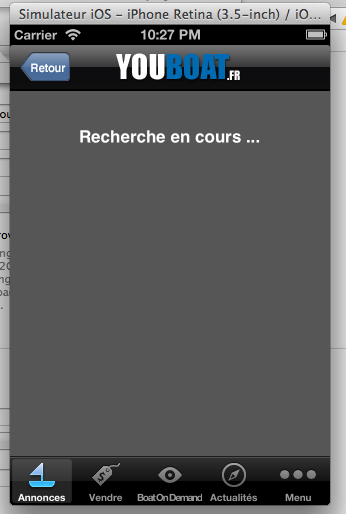 Simulateur iOS – iPhone Retina (3.5-inch) / iO...
Carrier 10:27 PM
Retour
YOUBOAT.FR
Recherche en cours ...
Annonces Vendre BoatOnDemand Actualités Menu